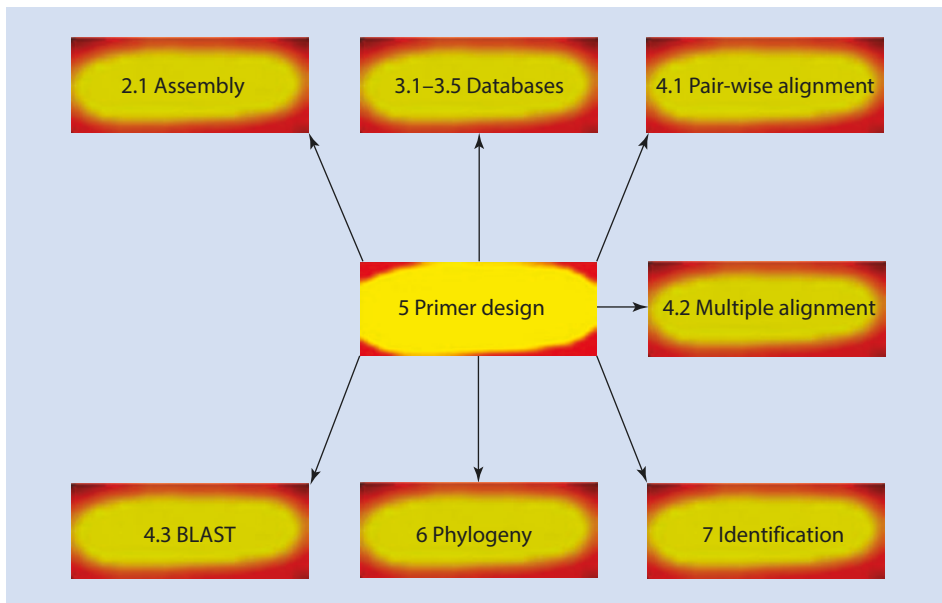 2.1 Assembly
3.1–3.5 Databases
4.1 Pair-wise alignment
5 Primer design
4.2 Multiple alignment
4.3 BLAST
6 Phylogeny
7 Identification